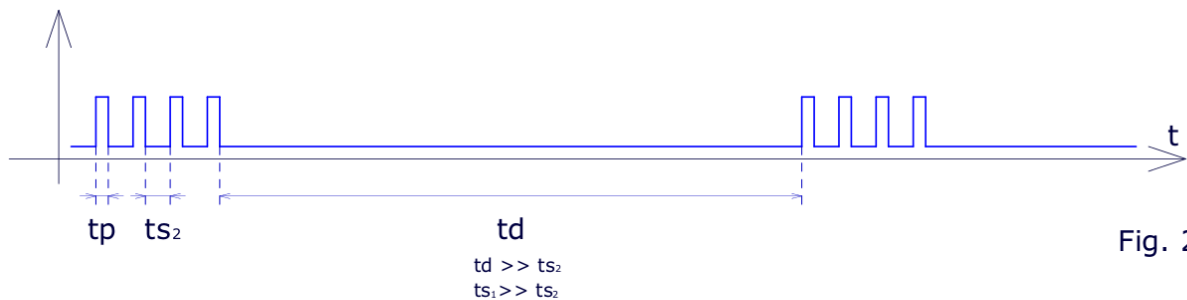 t
tp ts₂ td
Fig. 2
td >> ts₂
ts₁>> ts₂